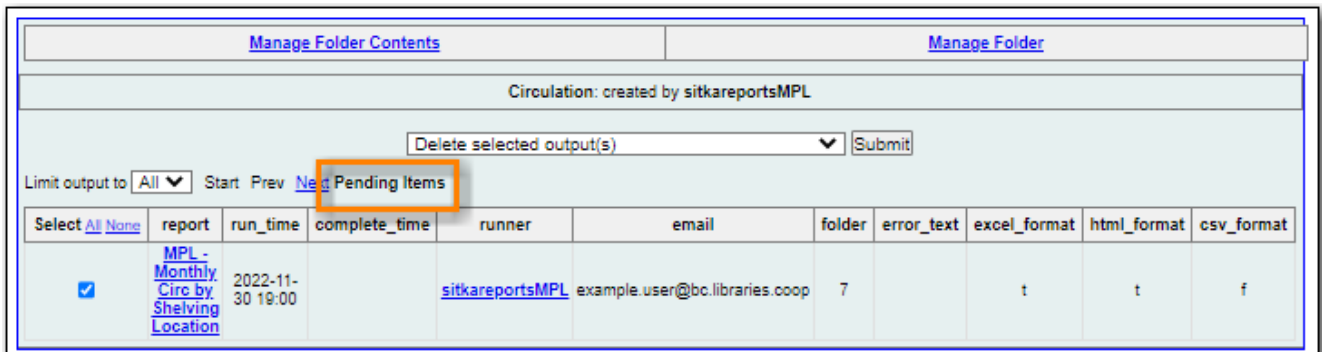 Manage Folder Contents Manage Folder
Circulation: created by sitkareportsMPL
Delete selected output(s) Submit
Limit output to All Start Prev Next Pending Items
Select All None report run_time complete_time runner email folder error_text excel_format html_format csv_format
MPL -
Monthly
Circ by
Shelving
Location
2022-11-
30 19:00
sitkareportsMPL example.user@bc.libraries.coop 7 t t f